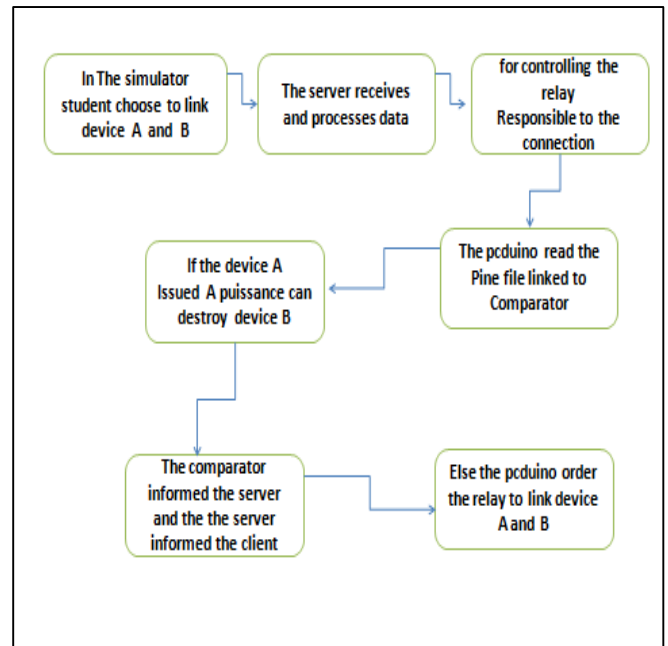 In The simulator
student choose to link
device A and B
The server receives
and processes data
for controlling the
relay
Responsible to the
connection
The pcduino read the
Pine file linked to
Comparator
If the device A
Issued A puissance can
destroy device B
The comparator
informed the server
and the the server
informed the client
Else the pcduino order
the relay to link device
A and B